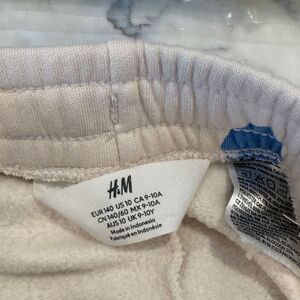 H&M
EUR 140 US 10 CA 9-10A
CN 140/60 MX 9-10A
AUS 10 UK 9-10Y
Made in Indonesia
Fabriqué en Indonésie